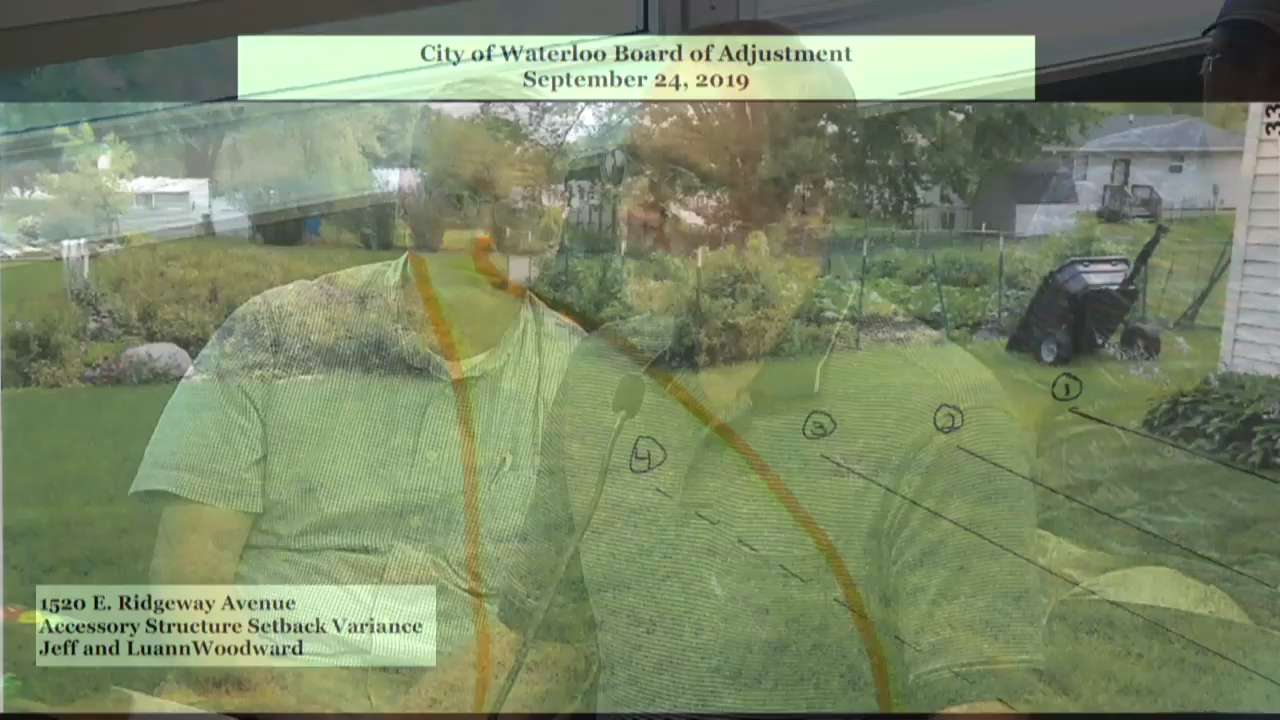 City of Waterloo Board of Adjustment
September 24, 2019
33
1
2
3
4
1520 E. Ridgeway Avenue
Accessory Structure Setback Variance
Jeff and LuannWoodward